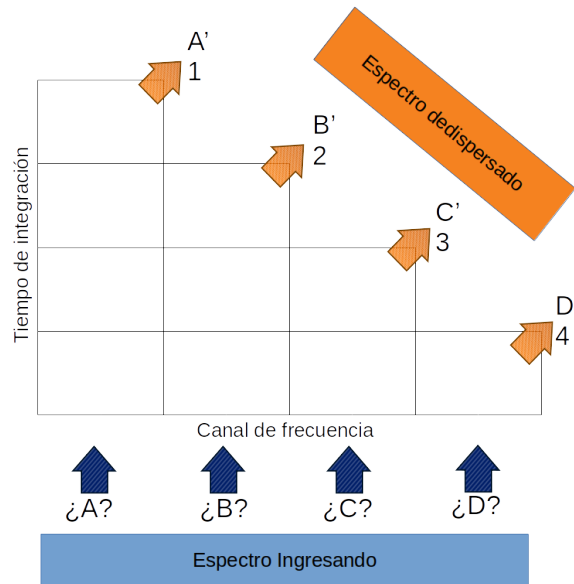 A’
1
Espectro dedispersado
B’
2
C’
3
D
4
Tiempo de integración
Canal de frecuencia
¿A?
¿B?
¿C?
¿D?
Espectro Ingresando